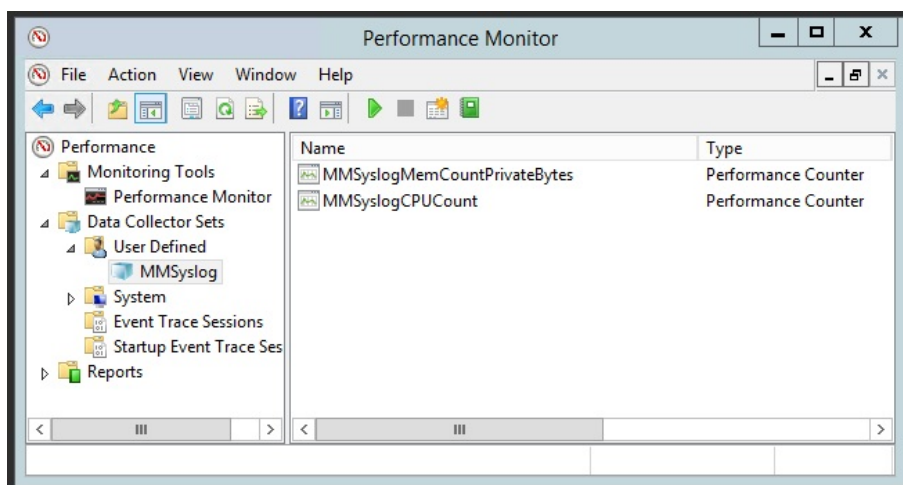 Performance Monitor
File Action View Window Help
Performance
Monitoring Tools
Performance Monitor
Data Collector Sets
User Defined
MMSyslog
System
Event Trace Sessions
Startup Event Trace Ses
Reports
Name Type
MMSyslogMemCountPrivateBytes Performance Counter
MMSyslogCPUCount Performance Counter